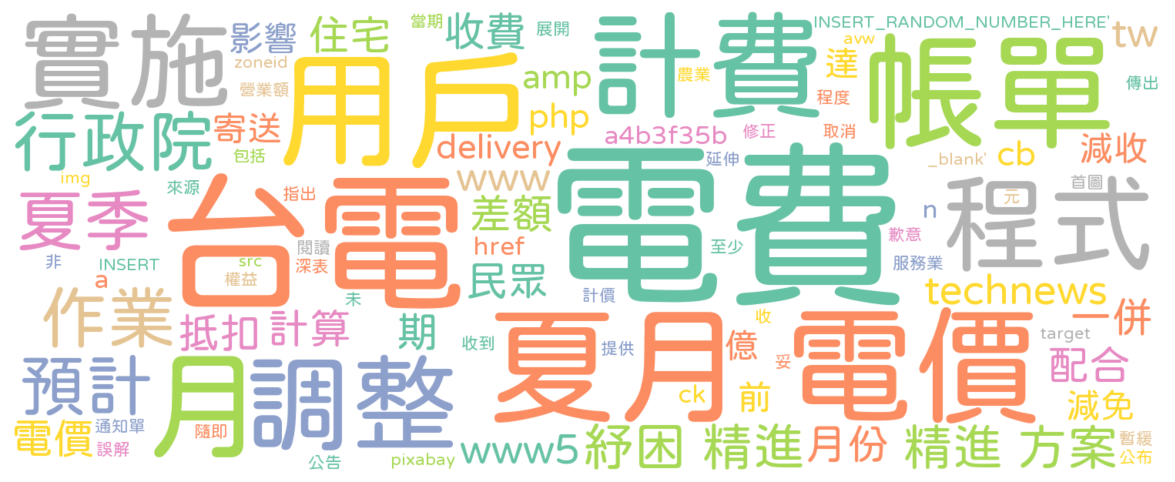 實施
影響
zoneid
營業額
住宅
當期
收費
展開
計費
INSERT_RANDOM_NUMBER_HERE'
avw
達
農業
程度
帳單
tw
傳出
用戶
amp
php
a4b3f35b
修正
取消
行政院
寄送
包括
delivery
延伸
_blank'
cb
減收
img
來源
指出
www
電費
元
首圖
程式
夏季
台電
差額
n
歉意
非
INSERT
a
src
權益
閱讀
深表
href
至少
服務業
民眾
未
計價
technews
作業
抵扣
計算
期
收到
提供
夏月
億
收
妥
電價
target
一併
配合
預計
月
調整
ck
前
減免
電價
通知單
誤解
隨即
公告
pixabay
www5
紓困
精進
月份
精進
方案
暫緩
公布